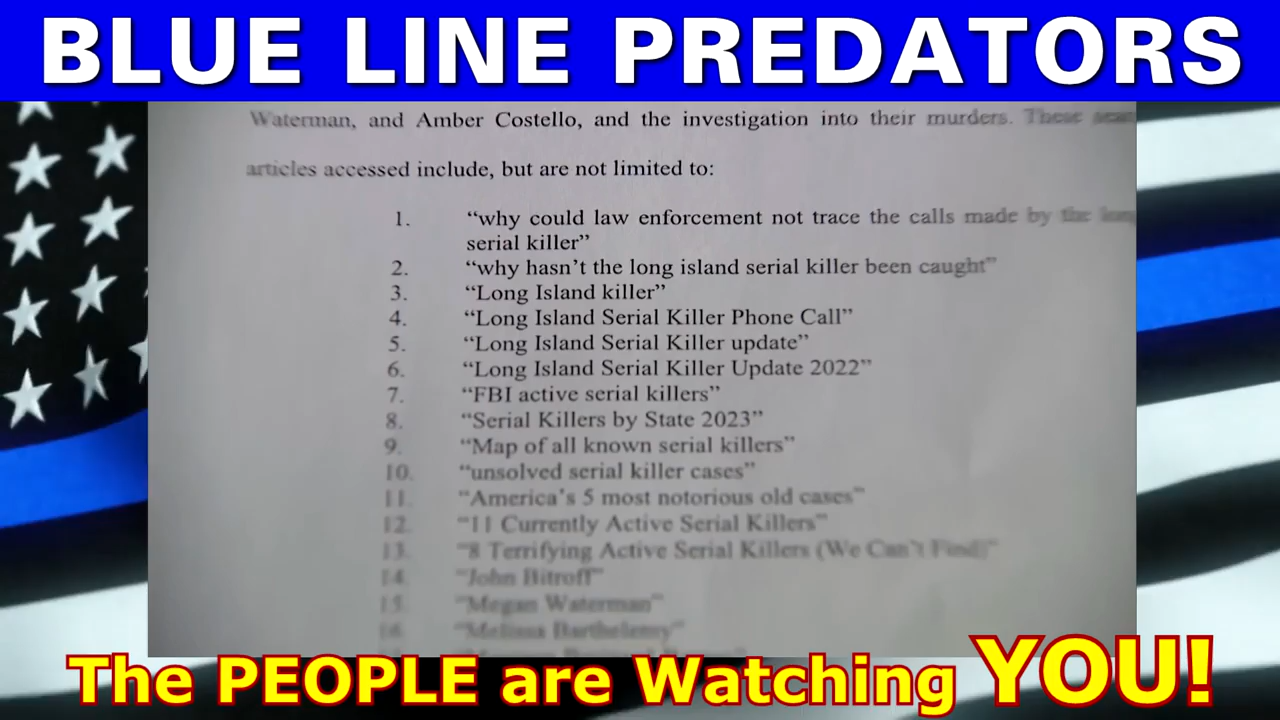 BLUE LINE PREDATORS
Waterman, and Amber Costello, and the investigation into their murders. These
articles accessed include, but are not limited to:
1. “why could law enforcement not trace the calls made by the
serial killer”
2. “why hasn’t the long island serial killer been caught”
3. “Long Island killer”
4. “Long Island Serial Killer Phone Call”
5. “Long Island Serial Killer update”
6. “Long Island Serial Killer Update 2022”
7. “FBI active serial killers”
8. “Serial Killers by State 2023”
9. “Map of all known serial killers”
10. “unsolved serial killer cases”
11. “America’s 5 most notorious old cases”
12. “11 Currently Active Serial Killers”
13. “8 Terrifying Active Serial Killers (We Can’t Find)”
14. “John Bitroff”
15. “Megan Waterman”
16. “Melissa Barthelemy”
The PEOPLE are Watching YOU!